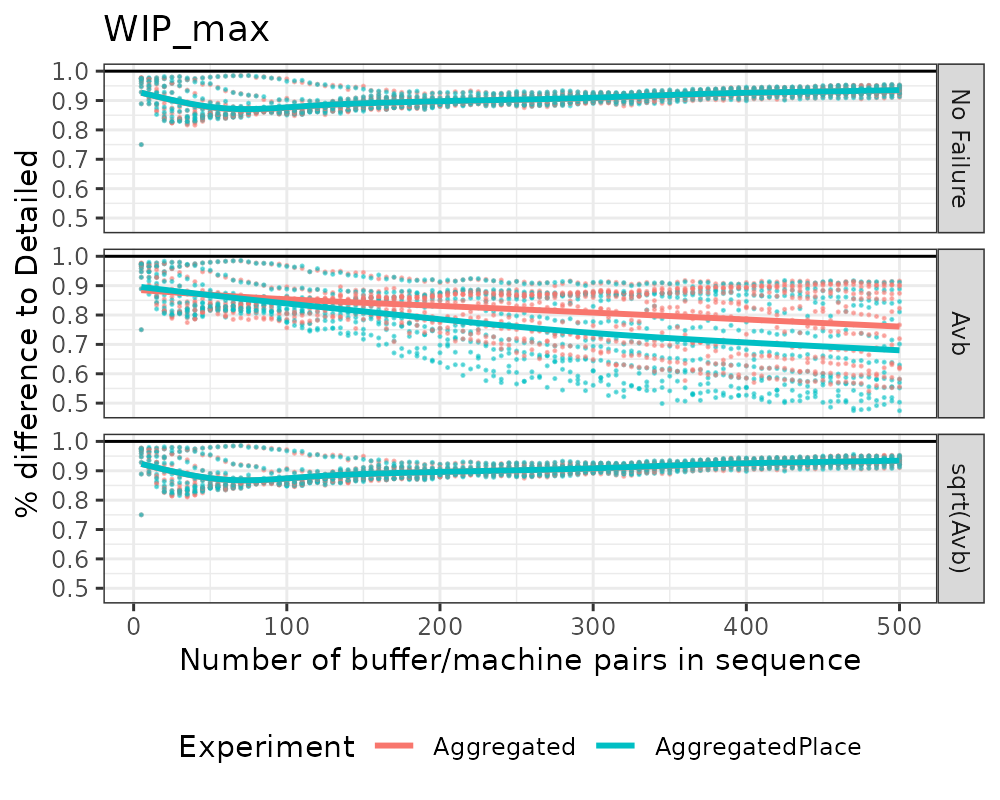 WIP_max
% difference to Detailed
1.0
0.9
0.8
0.7
0.6
0.5
No Failure
1.0
0.9
0.8
0.7
0.6
0.5
Avb
1.0
0.9
0.8
0.7
0.6
0.5
sqrt(Avb)
0 100 200 300 400 500
Number of buffer/machine pairs in sequence
Experiment Aggregated AggregatedPlace